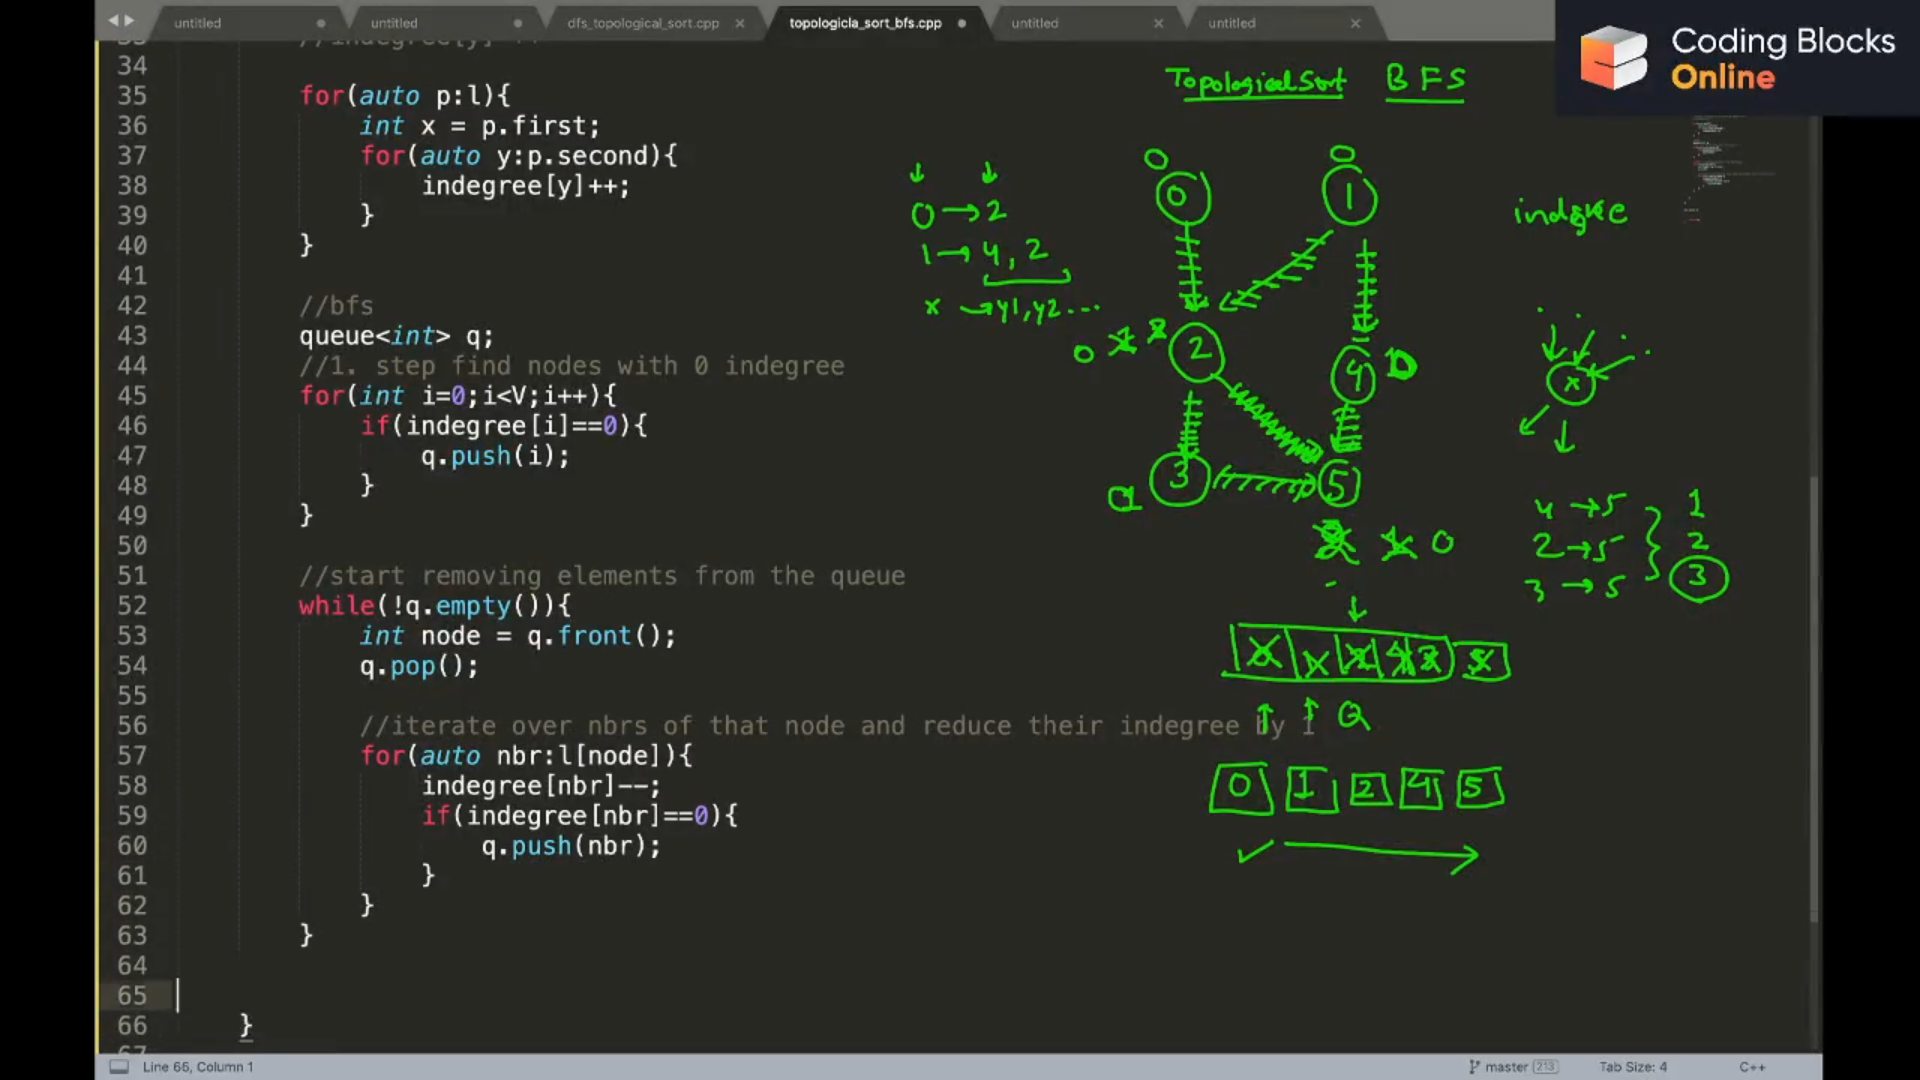 untitled
untitled
dfs_topological_sort.cpp
topologicla_sort_bfs.cpp
untitled
untitled
Coding Blocks
Online
33 //indegree[y] ++
34
35 for(auto p:l){
36 int x = p.first;
37 for(auto y:p.second){
38 indegree[y]++;
39 }
40 }
41
42 //bfs
43 queue<int> q;
44 //1. step find nodes with 0 indegree
45 for(int i=0;i<V;i++){
46 if(indegree[i]==0){
47 q.push(i);
48 }
49 }
50
51 //start removing elements from the queue
52 while(!q.empty()){
53 int node = q.front();
54 q.pop();
55
56 //iterate over nbrs of that node and reduce their indegree by 1
57 for(auto nbr:l[node]){
58 indegree[nbr]--;
59 if(indegree[nbr]==0){
60 q.push(nbr);
61 }
62 }
63 }
64
65
66 }
67
Topological Sort BFS
0 → 2
1 → 4, 2
x → y1, y2 ...
0 0
0 1
indgree
0 2 4
3 5
0
x
4 → 5 1
2 → 5 2
3 → 5 3
Q
0 1 2 4 5
Line 65, Column 1
master 213
Tab Size: 4
C++